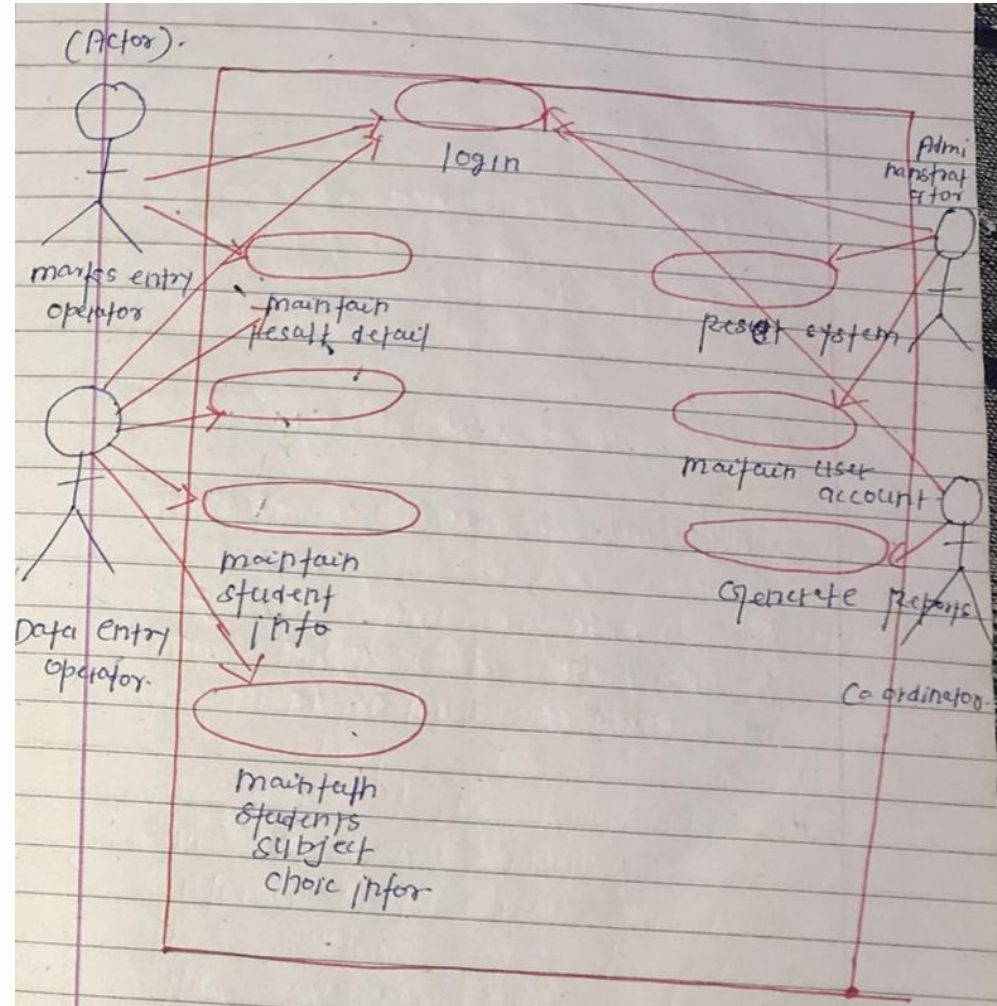 (Actor).
login
Admi
nanstrat
ator
marks entry
operator
maintain
Result detail
Reset system
maitain user
account
maintain
student
info
Generate Reports
Data Entry
operator.
Coordinator.
maintain
students
subject
choic infor